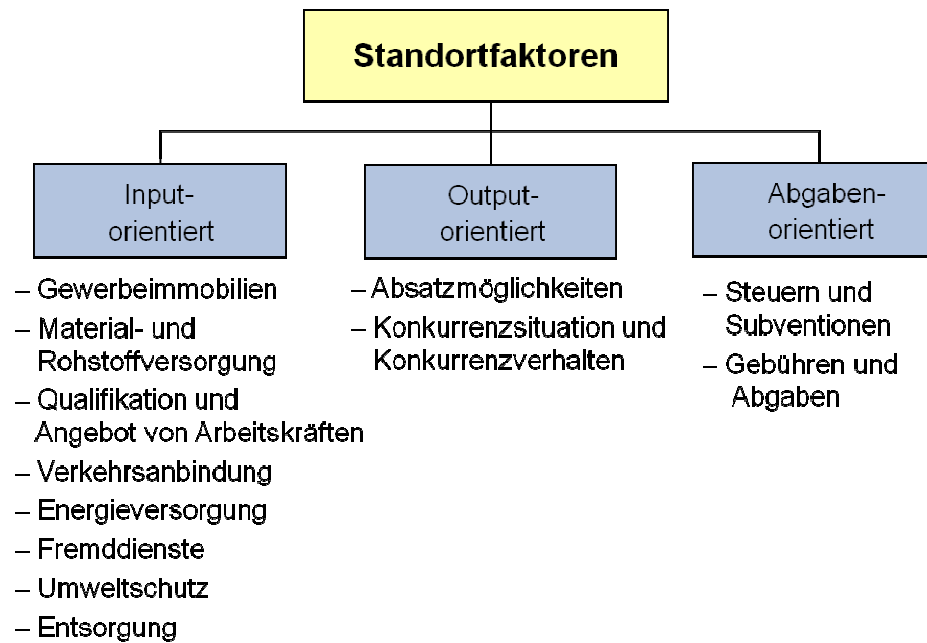 Standortfaktoren
Input-
orientiert
– Gewerbeimmobilien
– Material- und
Rohstoffversorgung
– Qualifikation und
Angebot von Arbeitskräften
– Verkehrsanbindung
– Energieversorgung
– Fremddienste
– Umweltschutz
– Entsorgung
Output-
orientiert
– Absatzmöglichkeiten
– Konkurrenzsituation und
Konkurrenzverhalten
Abgaben-
orientiert
– Steuern und
Subventionen
– Gebühren und
Abgaben